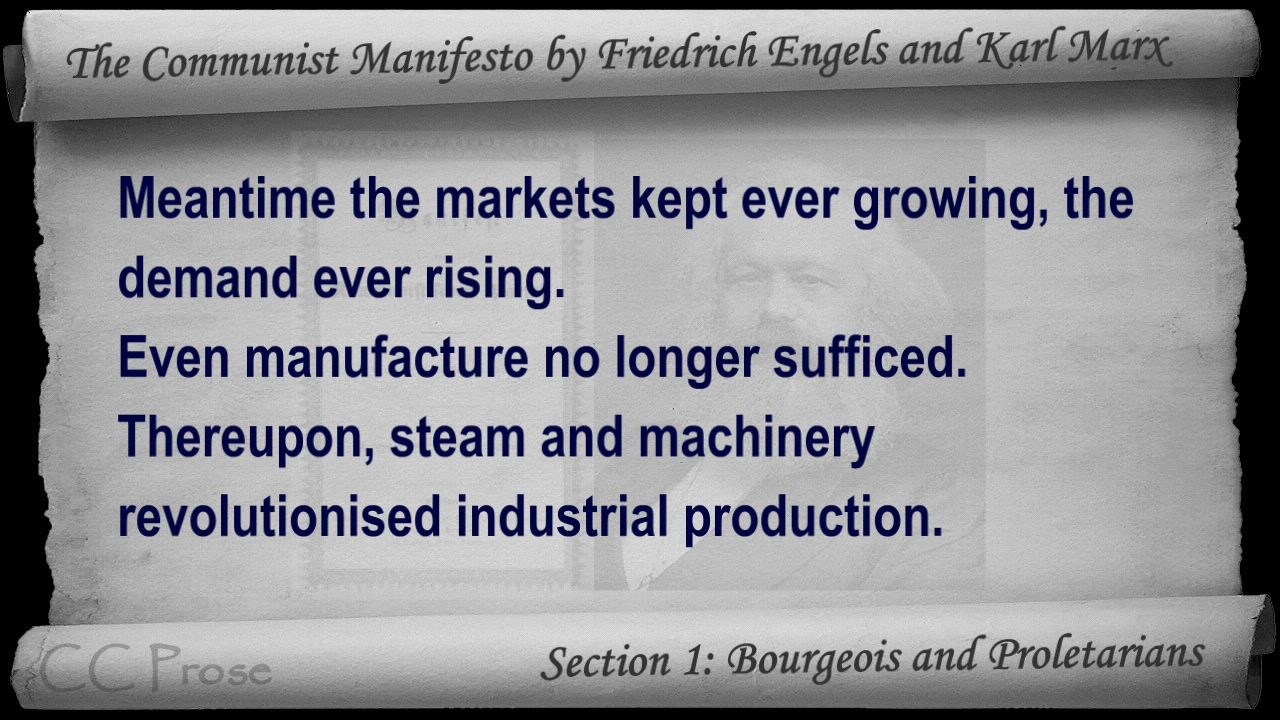 The Communist Manifesto by Friedrich Engels and Karl Marx
Meantime the markets kept ever growing, the
demand ever rising.
Even manufacture no longer sufficed.
Thereupon, steam and machinery
revolutionised industrial production.
CC Prose
Section 1: Bourgeois and Proletarians